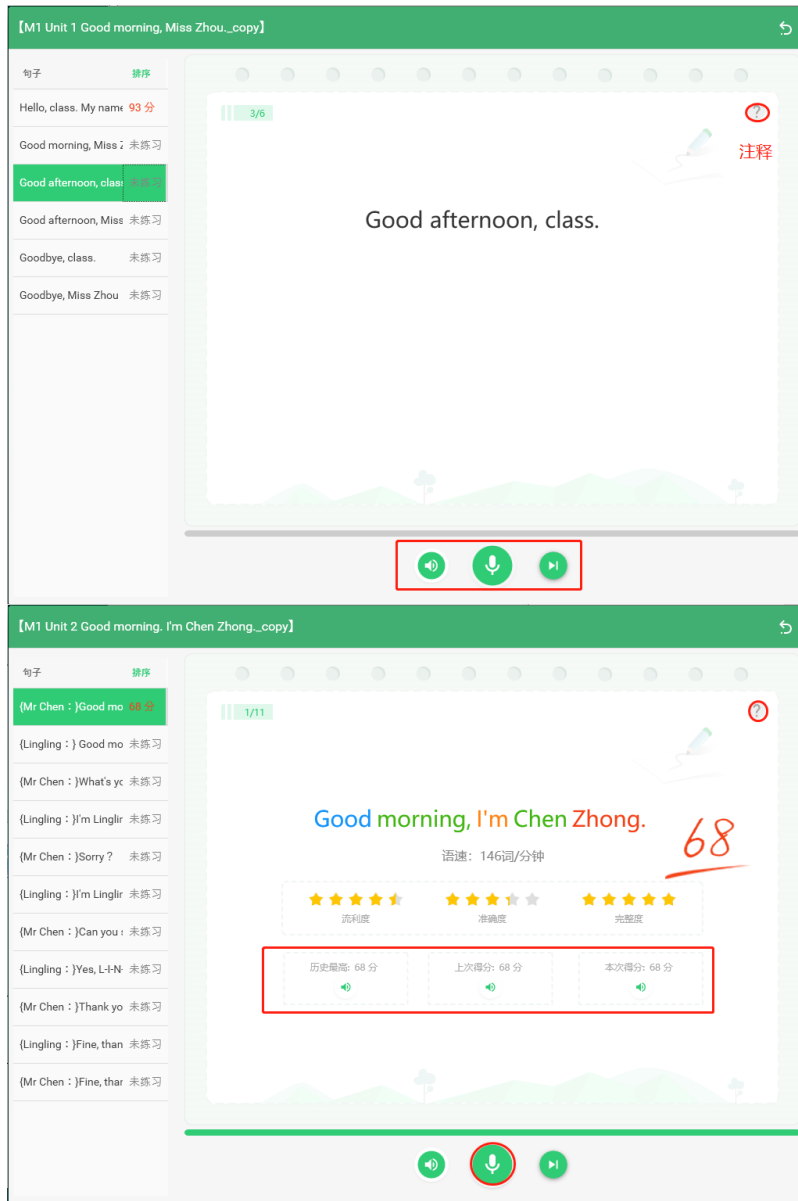 【M1 Unit 1 Good morning, Miss Zhou._copy】
句子 排序
Hello, class. My name 93 分
Good morning, Miss 未练习
Good afternoon, class 未练习
Good afternoon, Miss 未练习
Goodbye, class. 未练习
Goodbye, Miss Zhou 未练习
3/6
?
注释
Good afternoon, class.
【M1 Unit 2 Good morning. I'm Chen Zhong._copy】
句子 排序
{Mr Chen：}Good mo 68 分
{Lingling：} Good mo 未练习
{Mr Chen：}What's yo 未练习
{Lingling：}I'm Linglin 未练习
{Mr Chen：}Sorry？ 未练习
{Lingling：}I'm Linglin 未练习
{Mr Chen：}Can you 未练习
{Lingling：}Yes, L-I-N- 未练习
{Mr Chen：}Thank yo 未练习
{Lingling：}Fine, than 未练习
{Mr Chen：}Fine, thar 未练习
1/11
?
Good morning, I'm Chen Zhong.
68
语速：146词/分钟
流利度 准确度 完整度
历史最高: 68 分 上次得分: 68 分 本次得分: 68 分